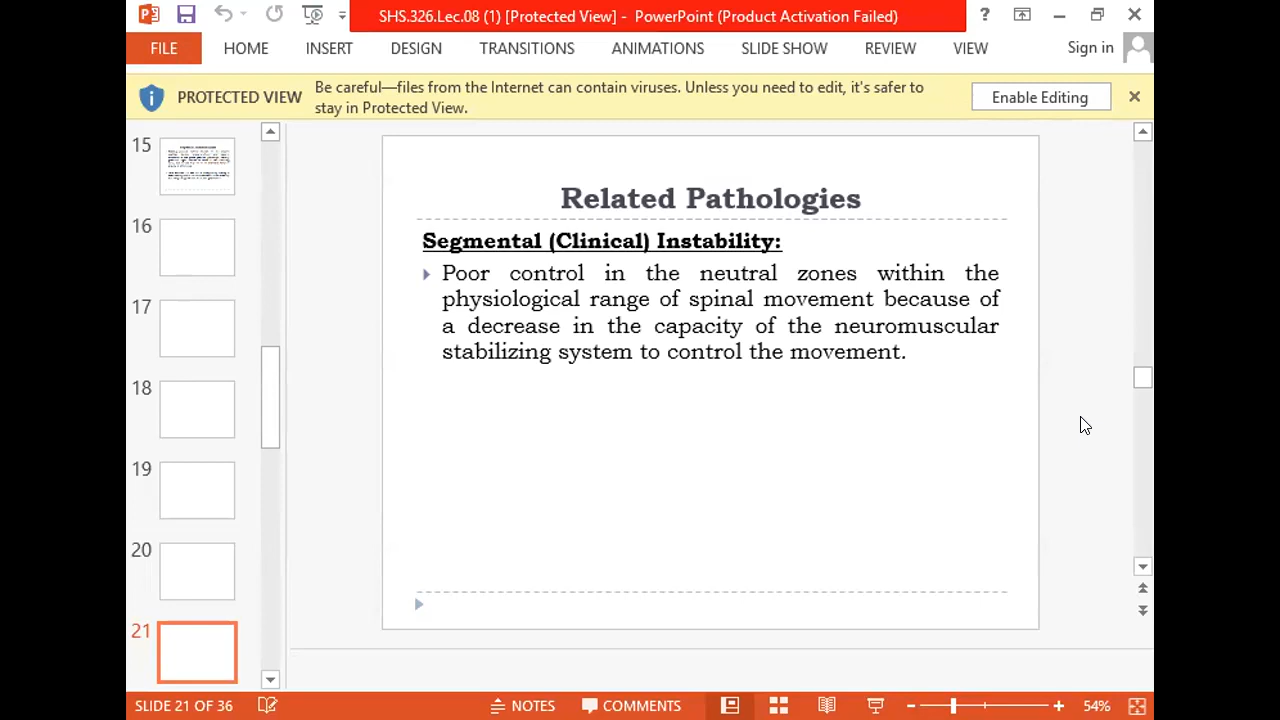 SHS.326.Lec.08 (1) [Protected View] - PowerPoint (Product Activation Failed)
?
FILE HOME INSERT DESIGN TRANSITIONS ANIMATIONS SLIDE SHOW REVIEW VIEW Sign in
PROTECTED VIEW
Be careful—files from the Internet can contain viruses. Unless you need to edit, it's safer to
stay in Protected View.
Enable Editing
15
16
17
18
19
20
21
Related Pathologies
Segmental (Clinical) Instability:
Poor control in the neutral zones within the
physiological range of spinal movement because of
a decrease in the capacity of the neuromuscular
stabilizing system to control the movement.
SLIDE 21 OF 36 NOTES COMMENTS 54%